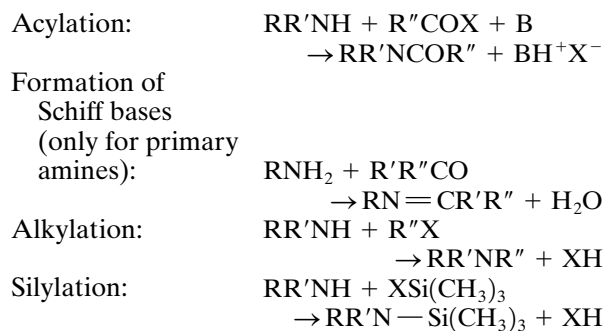 Acylation: RR′NH + R″COX + B
→ RR′NCOR″ + BH⁺X⁻
Formation of
Schiff bases
(only for primary
amines): RNH₂ + R′R″CO
→ RN═CR′R″ + H₂O
Alkylation: RR′NH + R″X
→ RR′NR″ + XH
Silylation: RR′NH + XSi(CH₃)₃
→ RR′N—Si(CH₃)₃ + XH